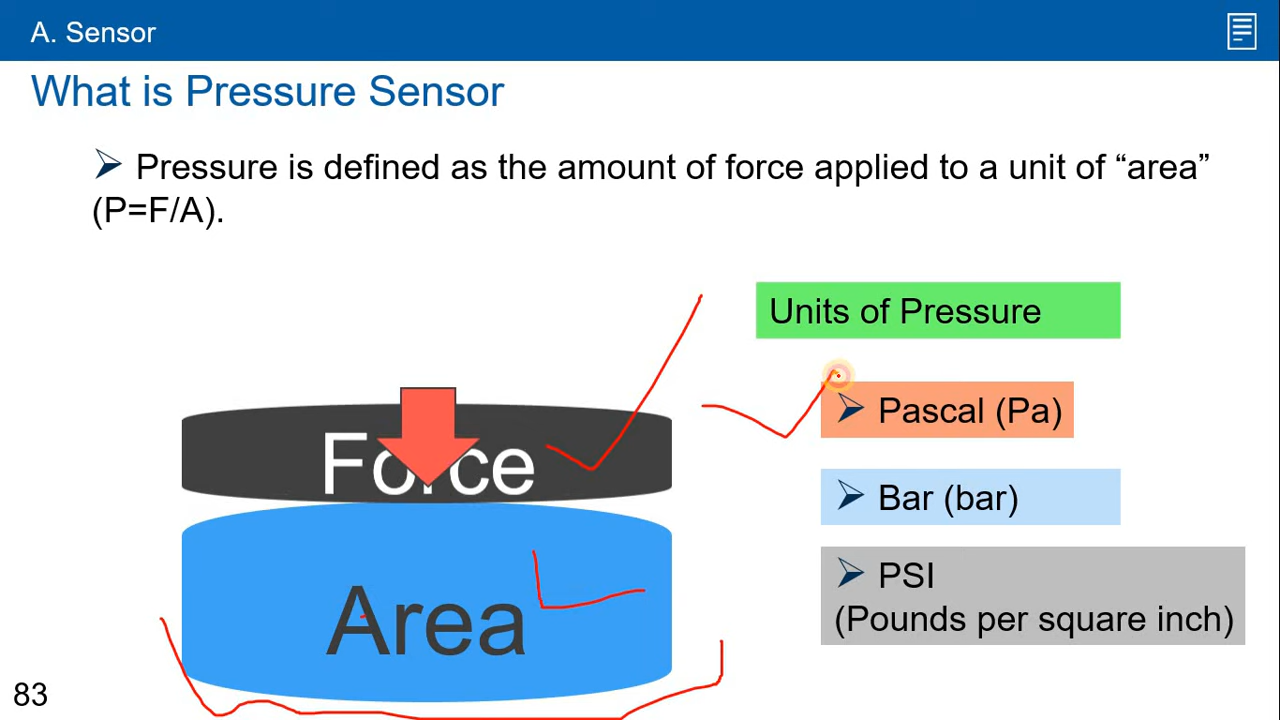 A. Sensor
What is Pressure Sensor
➢ Pressure is defined as the amount of force applied to a unit of “area”
(P=F/A).
Units of Pressure
Force
Area
➢ Pascal (Pa)
➢ Bar (bar)
➢ PSI
(Pounds per square inch)
83